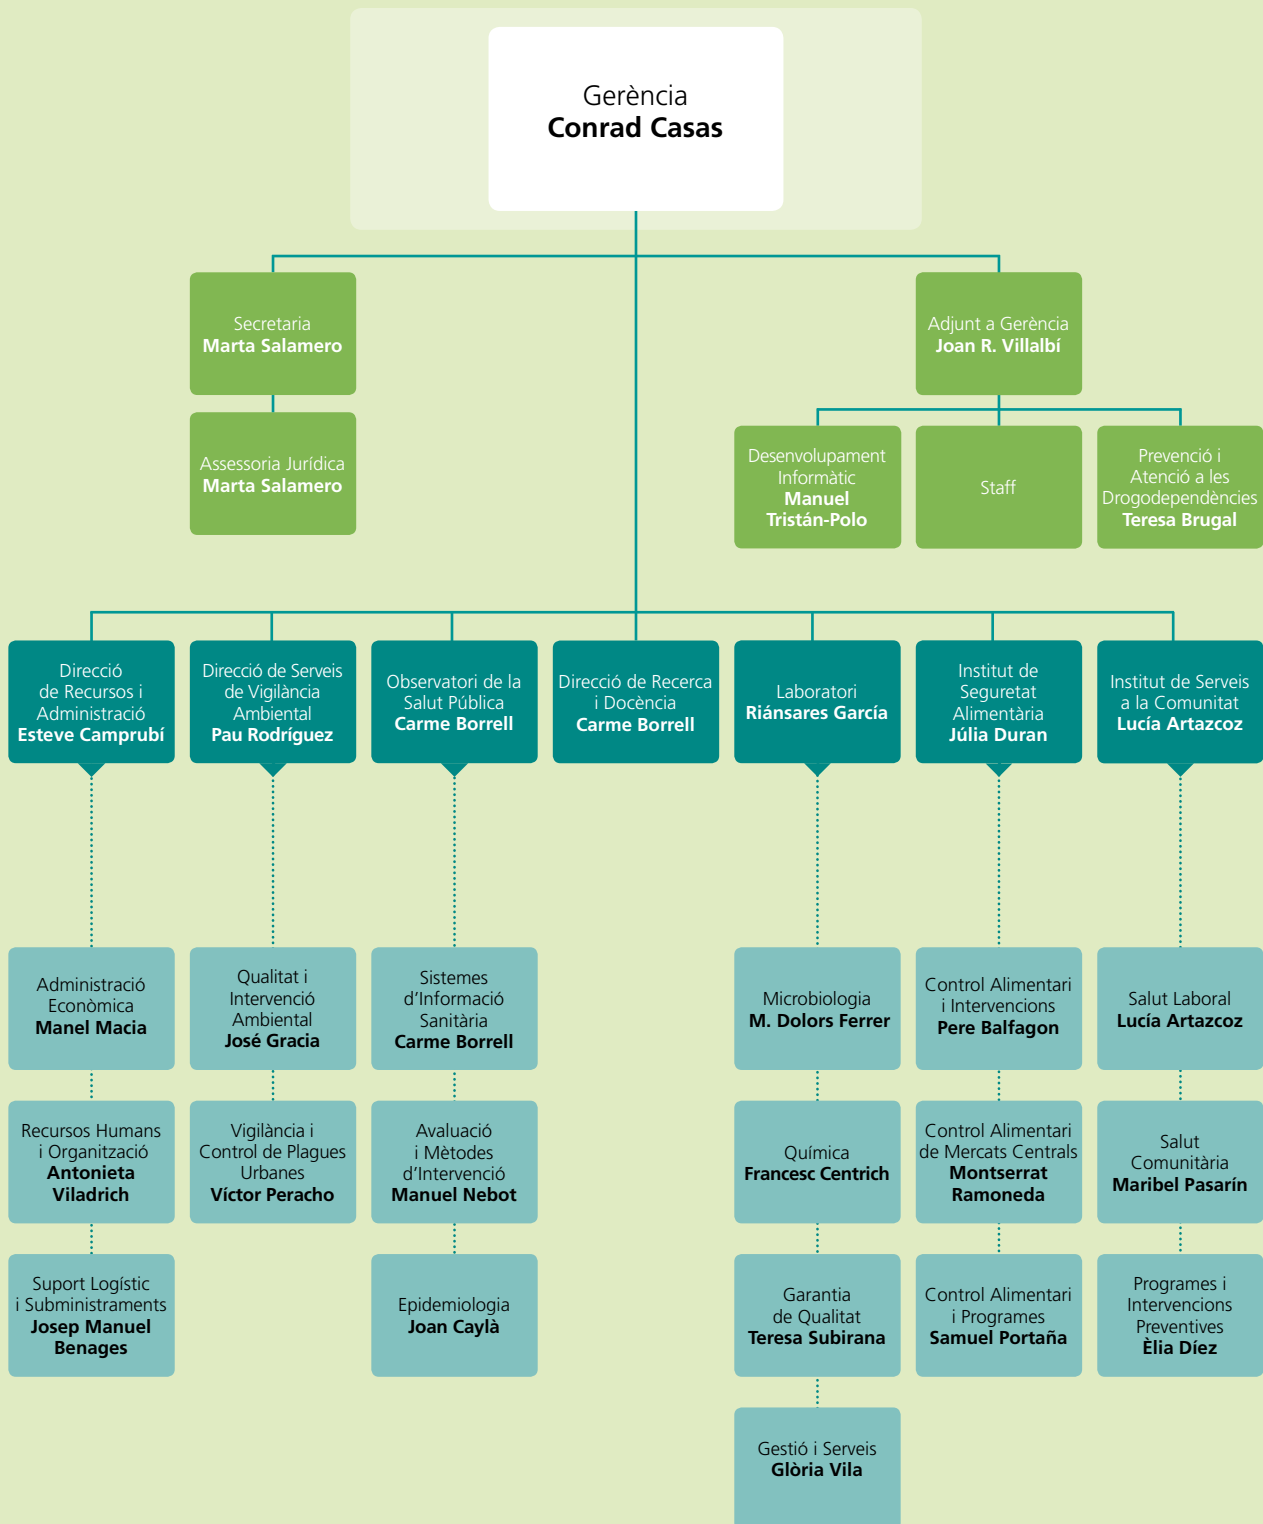 Gerència
Conrad Casas
Secretaria
Marta Salamero
Adjunt a Gerència
Joan R. Villalbí
Assessoria Jurídica
Marta Salamero
Desenvolupament
Informàtic
Manuel
Tristán-Polo
Staff
Prevenció i
Atenció a les
Drogodependències
Teresa Brugal
Direcció
de Recursos i
Administració
Esteve Camprubí
Direcció de Serveis
de Vigilància
Ambiental
Pau Rodríguez
Observatori de la
Salut Pública
Carme Borrell
Direcció de Recerca
i Docència
Carme Borrell
Laboratori
Riánsares García
Institut de
Seguretat
Alimentària
Júlia Duran
Institut de Serveis
a la Comunitat
Lucía Artazcoz
Administració
Econòmica
Manel Macia
Qualitat i
Intervenció
Ambiental
José Gracia
Sistemes
d’Informació
Sanitària
Carme Borrell
Microbiologia
M. Dolors Ferrer
Control Alimentari
i Intervencions
Pere Balfagon
Salut Laboral
Lucía Artazcoz
Recursos Humans
i Organització
Antonieta
Viladrich
Vigilància i
Control de Plagues
Urbanes
Víctor Peracho
Avaluació
i Mètodes
d’Intervenció
Manuel Nebot
Química
Francesc Centrich
Control Alimentari
de Mercats Centrals
Montserrat
Ramoneda
Salut
Comunitària
Maribel Pasarín
Suport Logístic
i Subministraments
Josep Manuel
Benages
Epidemiologia
Joan Caylà
Garantia
de Qualitat
Teresa Subirana
Control Alimentari
i Programes
Samuel Portaña
Programes i
Intervencions
Preventives
Èlia Díez
Gestió i Serveis
Glòria Vila